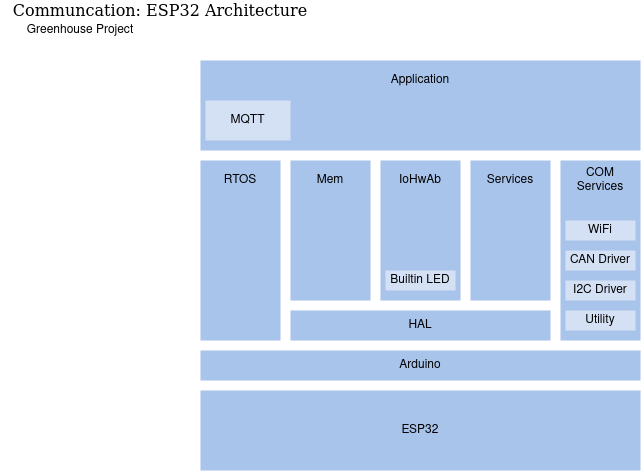 Communcation: ESP32 Architecture
Greenhouse Project
Application
MQTT
RTOS
Mem
IoHwAb
Services
COM
Services
WiFi
CAN Driver
Builtin LED
I2C Driver
HAL
Utility
Arduino
ESP32